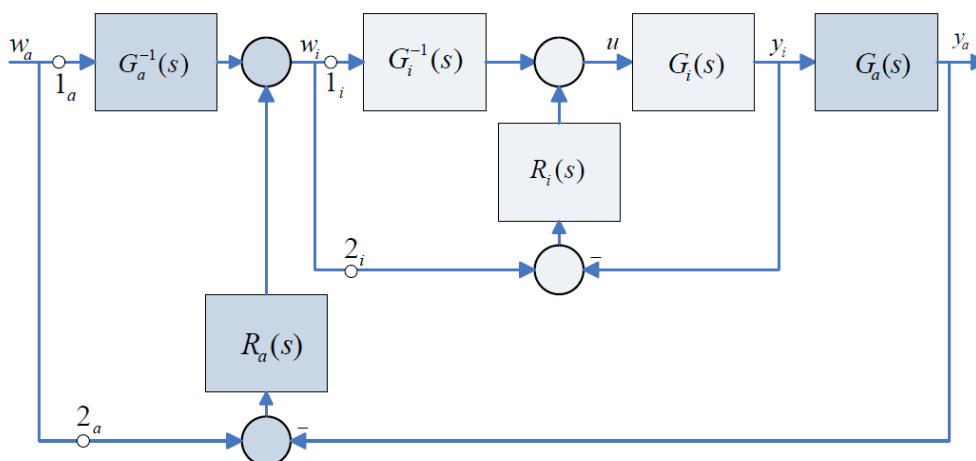 w_a
1_a
G_a^{-1}(s)
w_i
1_i
G_i^{-1}(s)
u
G_i(s)
y_i
G_a(s)
y_a
R_i(s)
2_i
−
R_a(s)
2_a
−